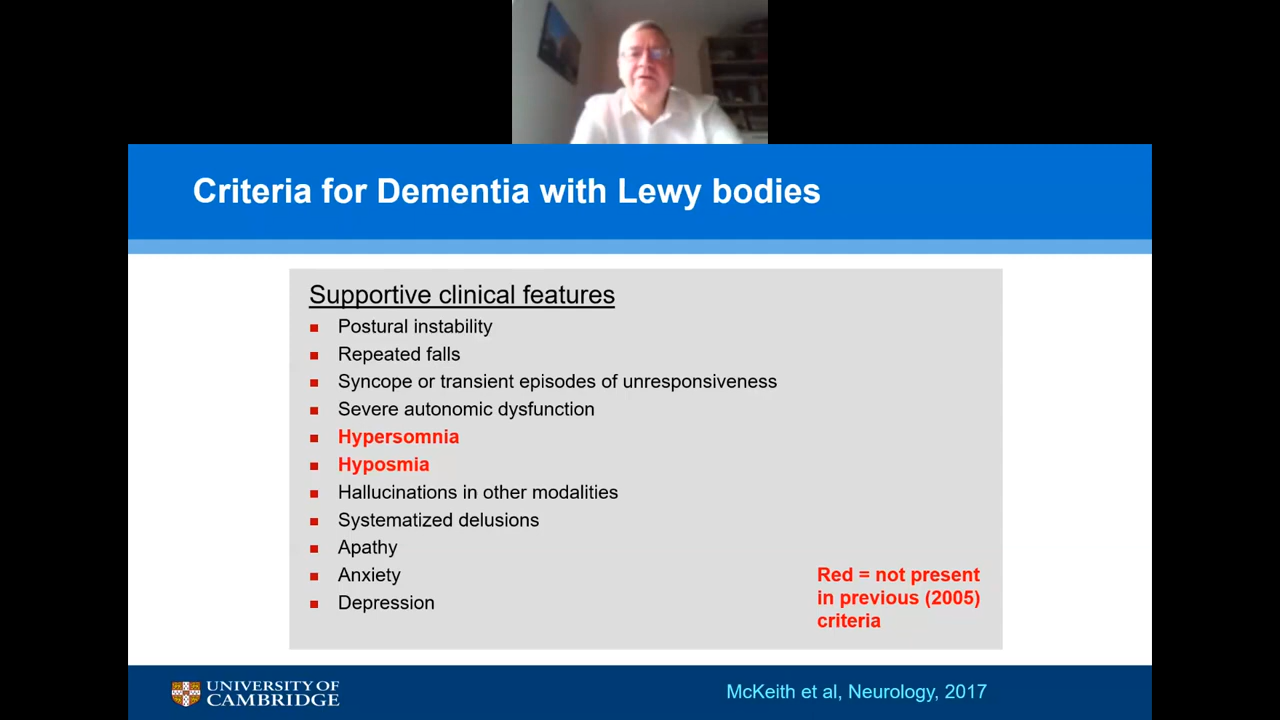 Criteria for Dementia with Lewy bodies
Supportive clinical features
Postural instability
Repeated falls
Syncope or transient episodes of unresponsiveness
Severe autonomic dysfunction
Hypersomnia
Hyposmia
Hallucinations in other modalities
Systematized delusions
Apathy
Anxiety
Depression
Red = not present
in previous (2005)
criteria
UNIVERSITY OF
CAMBRIDGE
McKeith et al, Neurology, 2017